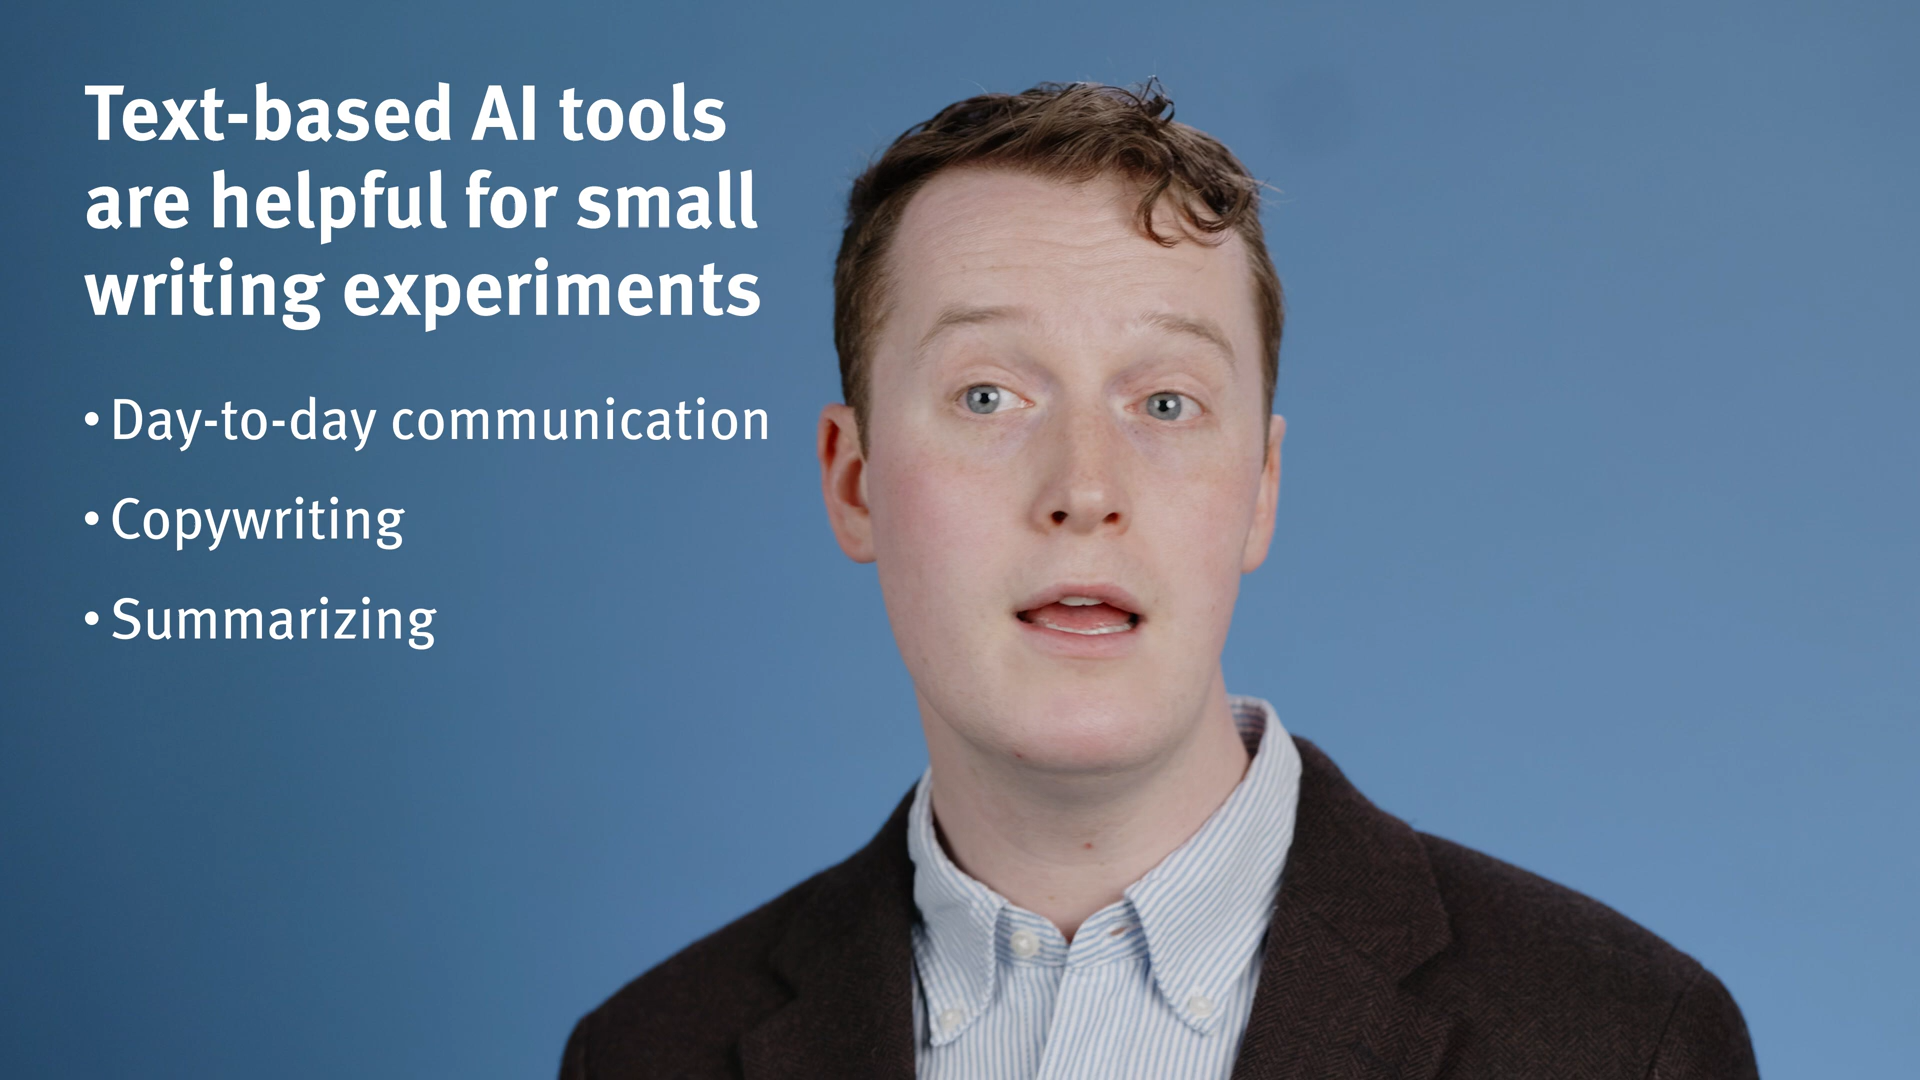 Text-based AI tools
are helpful for small
writing experiments
• Day-to-day communication
• Copywriting
• Summarizing